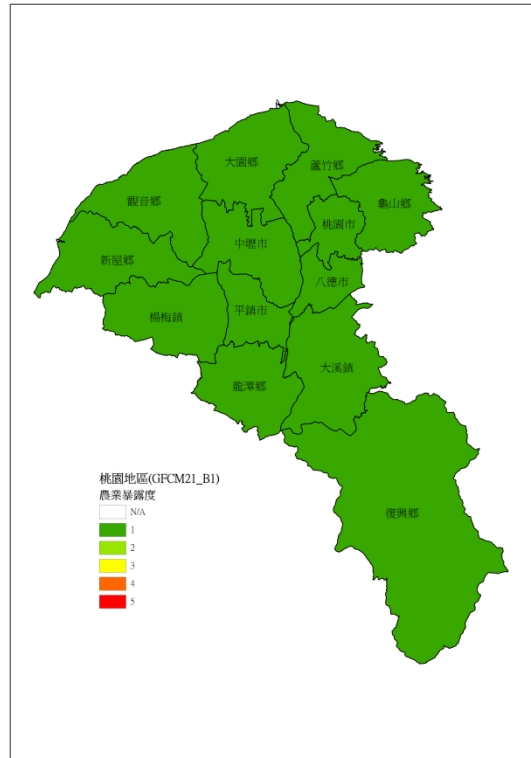 大園鄉
蘆竹鄉
觀音鄉
龜山鄉
桃園市
中壢市
新屋鄉
八德市
楊梅鎮
平鎮市
大溪鎮
龍潭鄉
復興鄉
桃園地區(GFCM21_B1)
農業暴露度
N/A
1
2
3
4
5